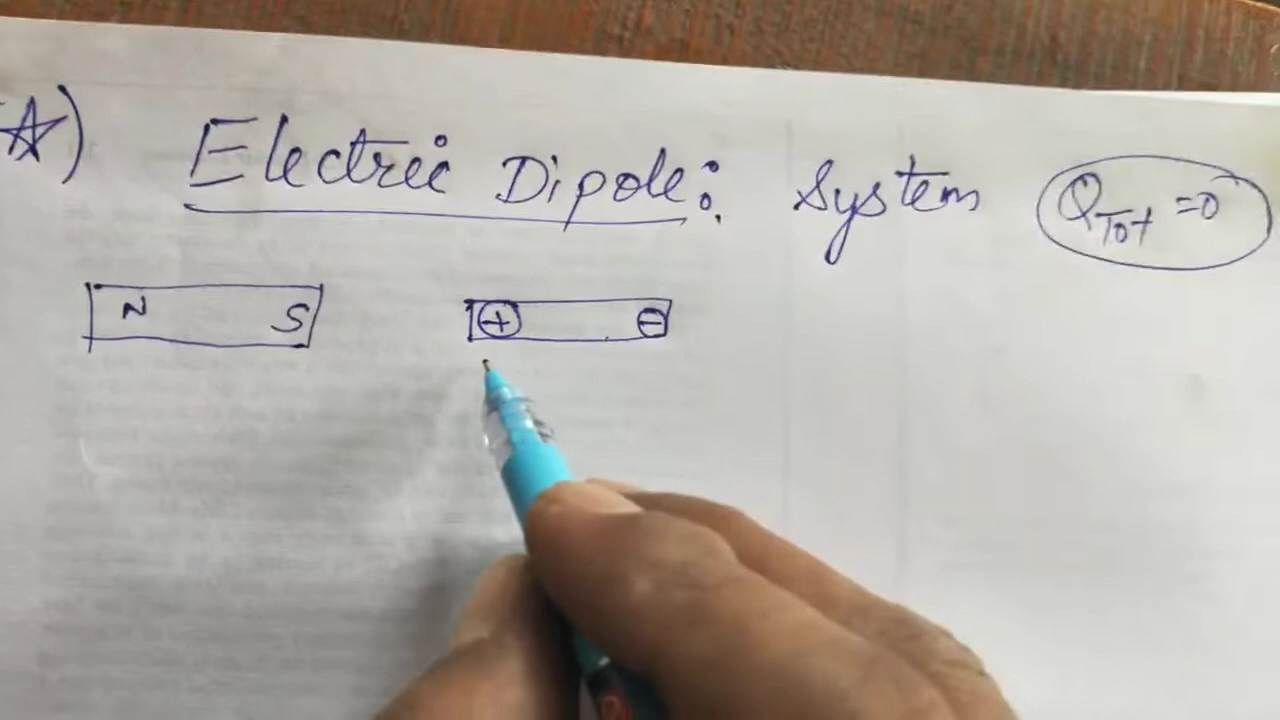 ☆) Electric Dipole: System Q_Tot = 0
N S + −